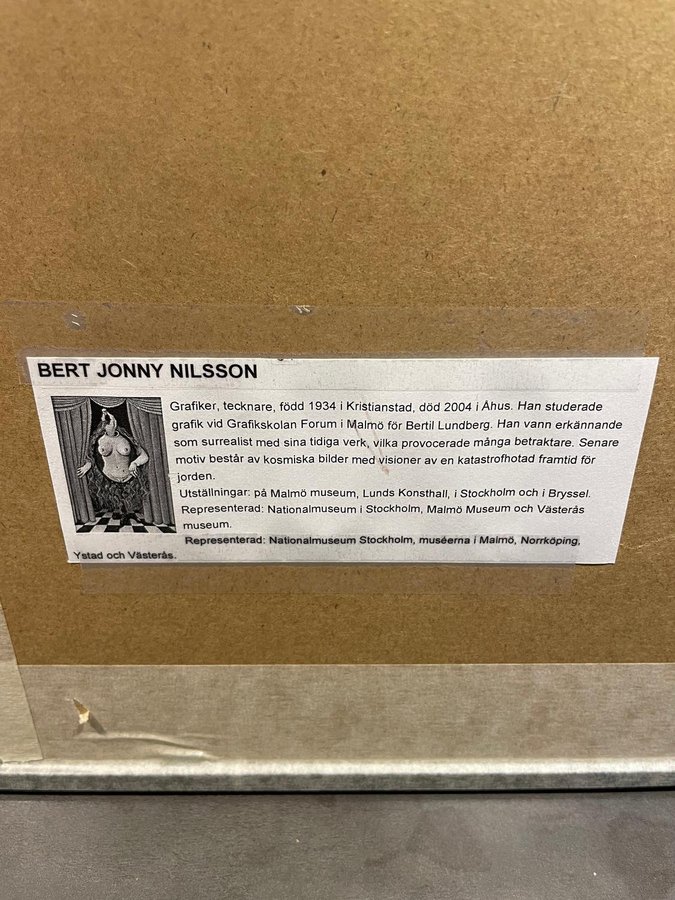 BERT JONNY NILSSON
Grafiker, tecknare, född 1934 i Kristianstad, död 2004 i Åhus. Han studerade
grafik vid Grafikskolan Forum i Malmö för Bertil Lundberg. Han vann erkännande
som surrealist med sina tidiga verk, vilka provocerade många betraktare. Senare
motiv består av kosmiska bilder med visioner av en katastrofhotad framtid för
jorden.
Utställningar: på Malmö museum, Lunds Konsthall, i Stockholm och i Bryssel.
Representerad: Nationalmuseum i Stockholm, Malmö Museum och Västerås
museum.
Representerad: Nationalmuseum Stockholm, muséerna i Malmö, Norrköping,
Ystad och Västerås.